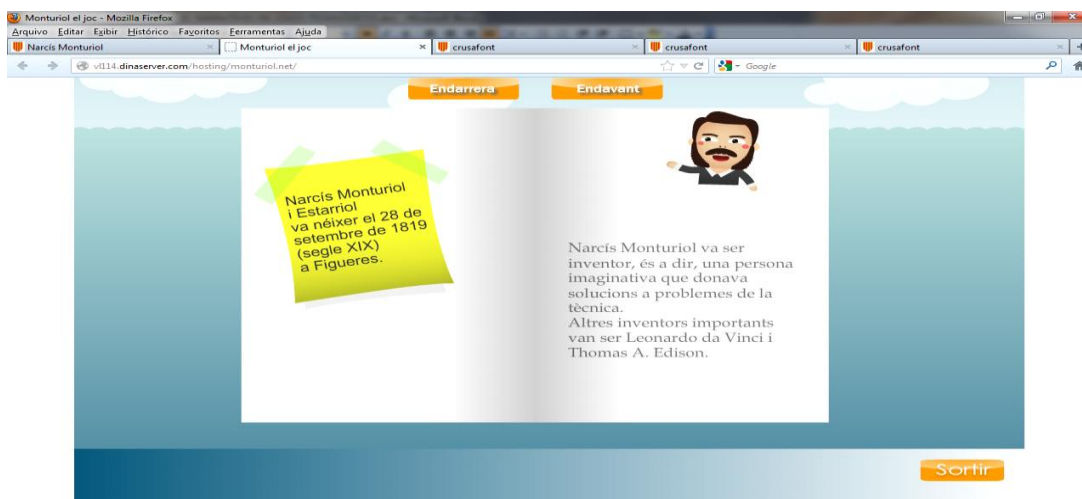 Monturiol el joc - Mozilla Firefox
Arquivo Editar Exibir Histórico Favoritos Ferramentas Ajuda
Narcís Monturiol
Monturiol el joc
crusafont
crusafont
crusafont
vl114.dinaserver.com/hosting/monturiol.net/
Google
Endarrera
Endavant
Narcís Monturiol
i Estarriol
va néixer el 28 de
setembre de 1819
(segle XIX)
a Figueres.
Narcís Monturiol va ser
inventor, és a dir, una persona
imaginativa que donava
solucions a problemes de la
tècnica.
Altres inventors importants
van ser Leonardo da Vinci i
Thomas A. Edison.
Sortir